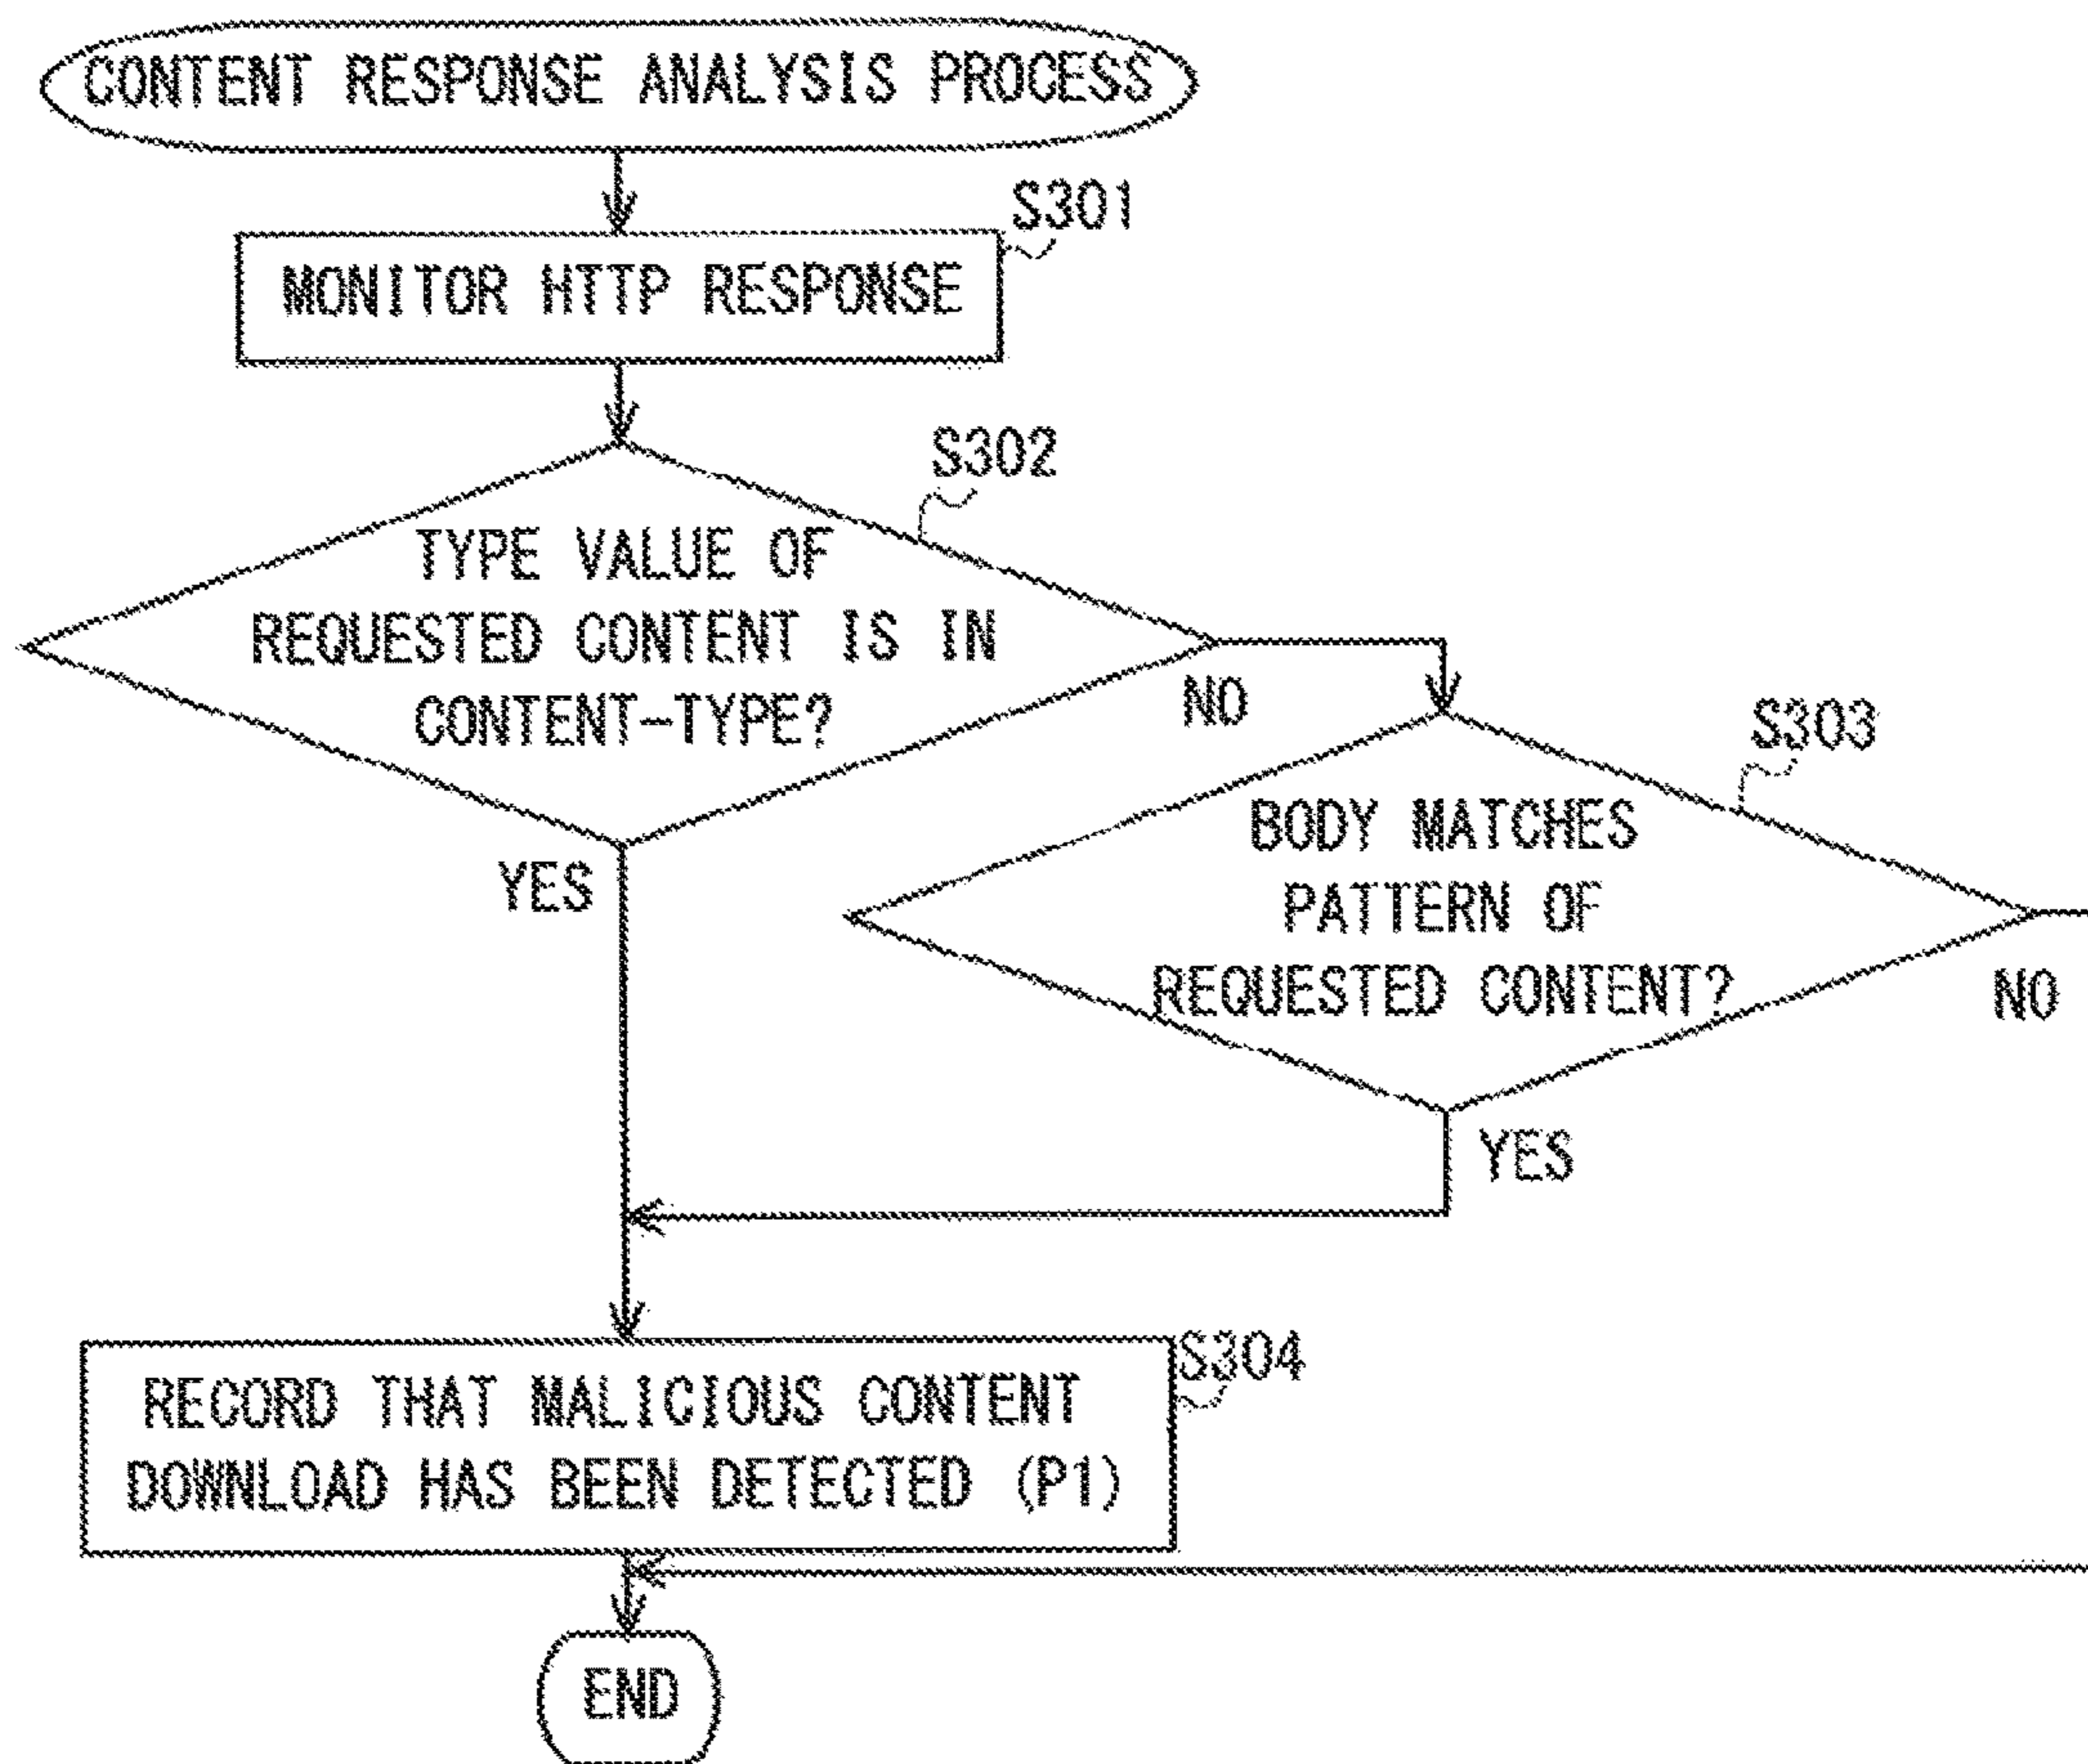 CONTENT RESPONSE ANALYSIS PROCESS
S301
MONITOR HTTP RESPONSE
S302
TYPE VALUE OF
REQUESTED CONTENT IS IN
CONTENT-TYPE?
NO
YES
S303
BODY MATCHES
PATTERN OF
REQUESTED CONTENT?
NO
YES
S304
RECORD THAT MALICIOUS CONTENT
DOWNLOAD HAS BEEN DETECTED (P1)
END